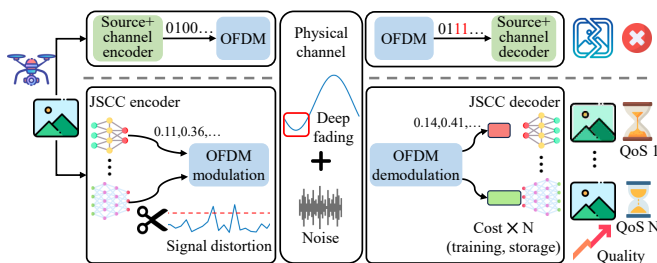 Source+
channel
encoder
0100...
OFDM
Physical
channel
OFDM
0111...
Source+
channel
decoder
JSCC encoder
0.11,0.36,...
OFDM
modulation
Signal distortion
Deep
fading
Noise
JSCC decoder
0.14,0.41,...
OFDM
demodulation
Cost × N
(training, storage)
QoS 1
QoS N
Quality